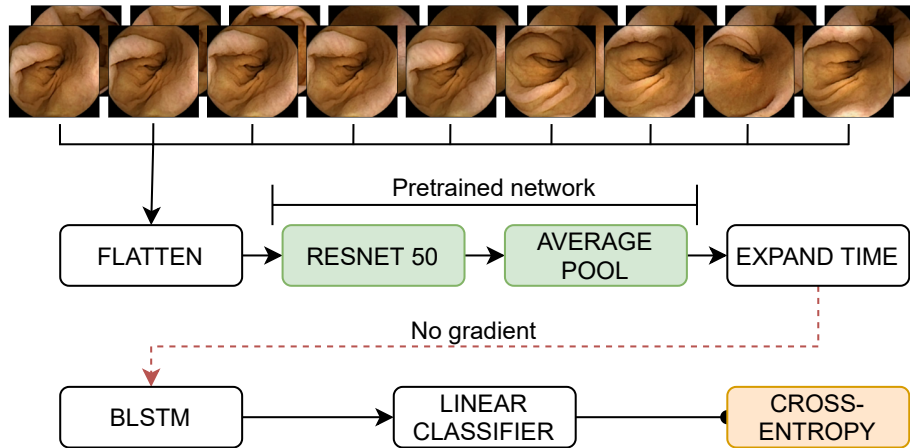 Pretrained network
FLATTEN
RESNET 50
AVERAGE
POOL
EXPAND TIME
No gradient
BLSTM
LINEAR
CLASSIFIER
CROSS-
ENTROPY